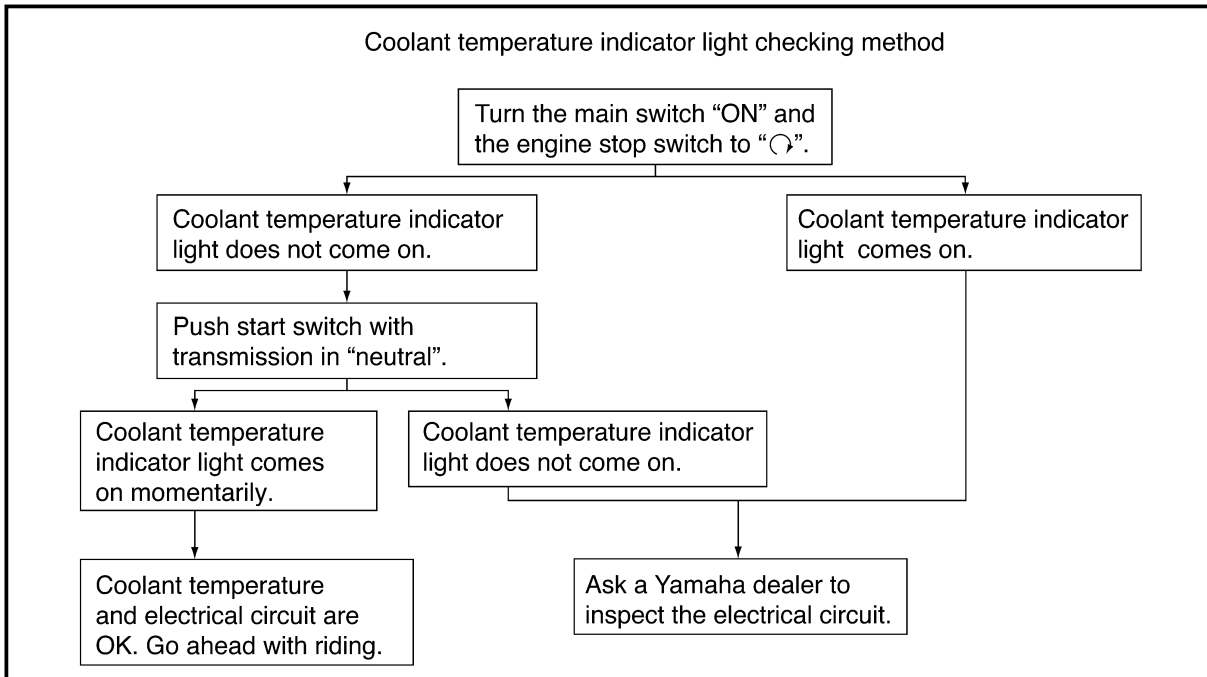 Coolant temperature indicator light checking method
Turn the main switch “ON” and
the engine stop switch to “↷”.
Coolant temperature indicator
light does not come on.
Coolant temperature indicator
light comes on.
Push start switch with
transmission in “neutral”.
Coolant temperature
indicator light comes
on momentarily.
Coolant temperature indicator
light does not come on.
Coolant temperature
and electrical circuit are
OK. Go ahead with riding.
Ask a Yamaha dealer to
inspect the electrical circuit.